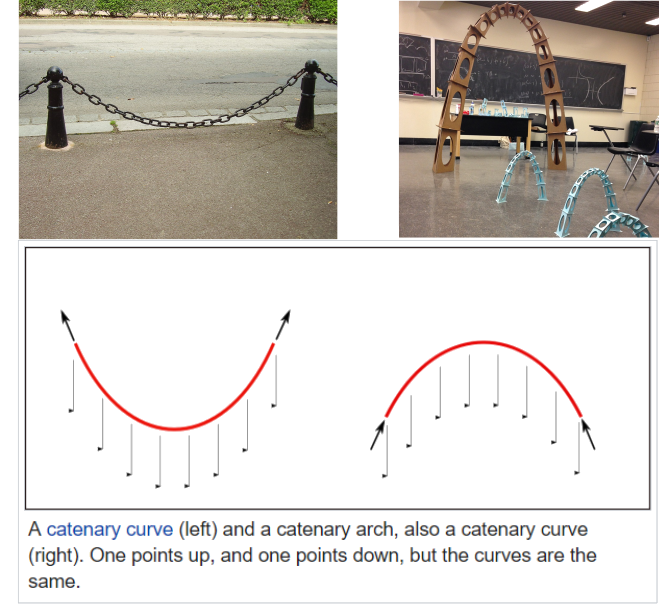 A catenary curve (left) and a catenary arch, also a catenary curve
(right). One points up, and one points down, but the curves are the
same.